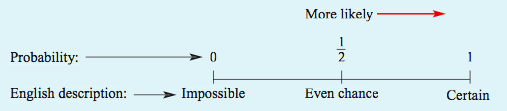 More likely
Probability: 0 1/2 1
English description: Impossible Even chance Certain